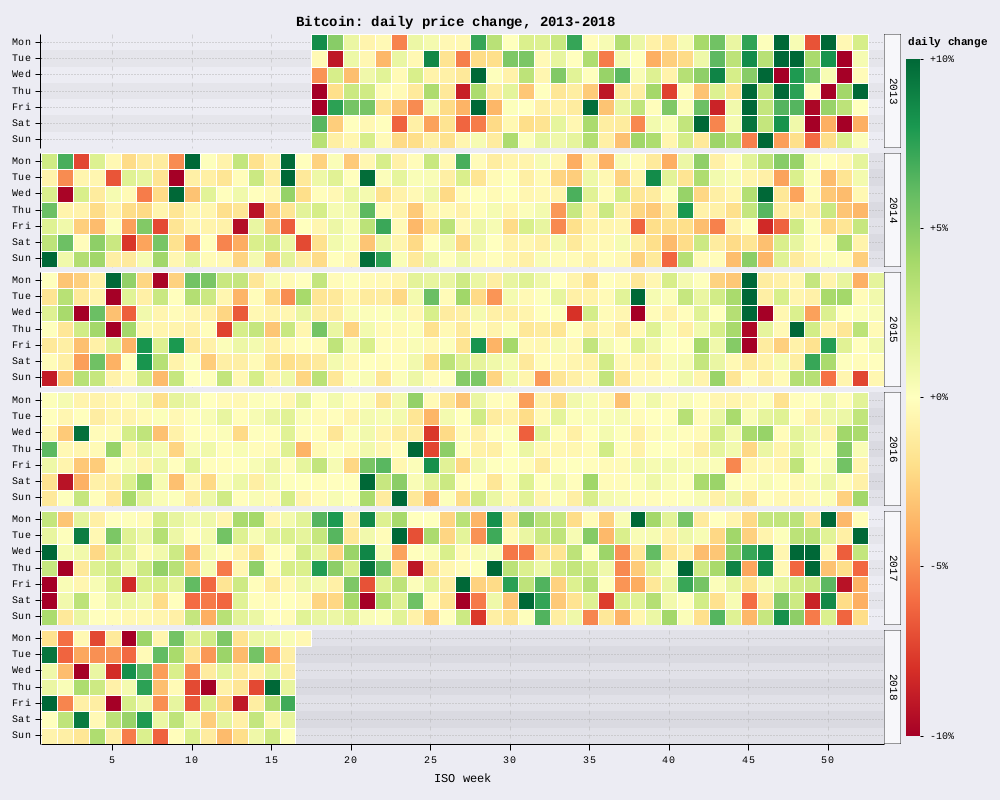 Bitcoin: daily price change, 2013-2018
daily change
Mon
Tue
Wed
Thu
Fri
Sat
Sun
2013
Mon
Tue
Wed
Thu
Fri
Sat
Sun
2014
Mon
Tue
Wed
Thu
Fri
Sat
Sun
2015
Mon
Tue
Wed
Thu
Fri
Sat
Sun
2016
Mon
Tue
Wed
Thu
Fri
Sat
Sun
2017
Mon
Tue
Wed
Thu
Fri
Sat
Sun
2018
+10%
+5%
+0%
-5%
-10%
5 10 15 20 25 30 35 40 45 50
ISO week